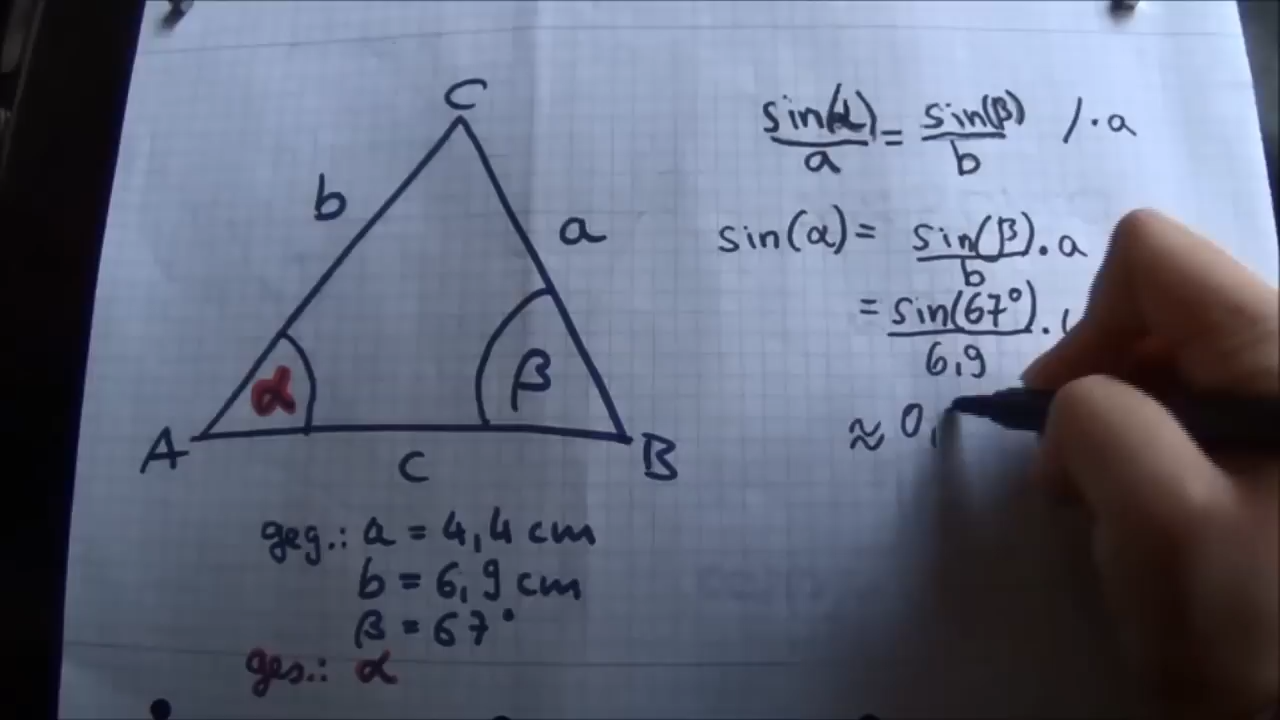 C
b
a
α
β
A
c
B
geg.: a = 4,4 cm
b = 6,9 cm
β = 67°
ges.: α
sin(α)/a = sin(β)/b /·a
sin(α) = sin(β)/b · a
= sin(67°)/6,9 ·
≈ 0,